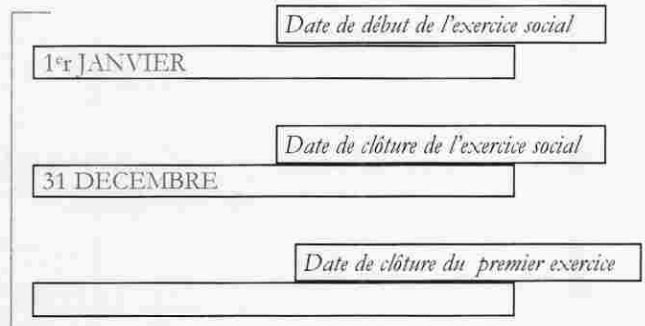 Date de début de l'exercice social
1er JANVIER
Date de clôture de l'exercice social
31 DECEMBRE
Date de clôture du premier exercice